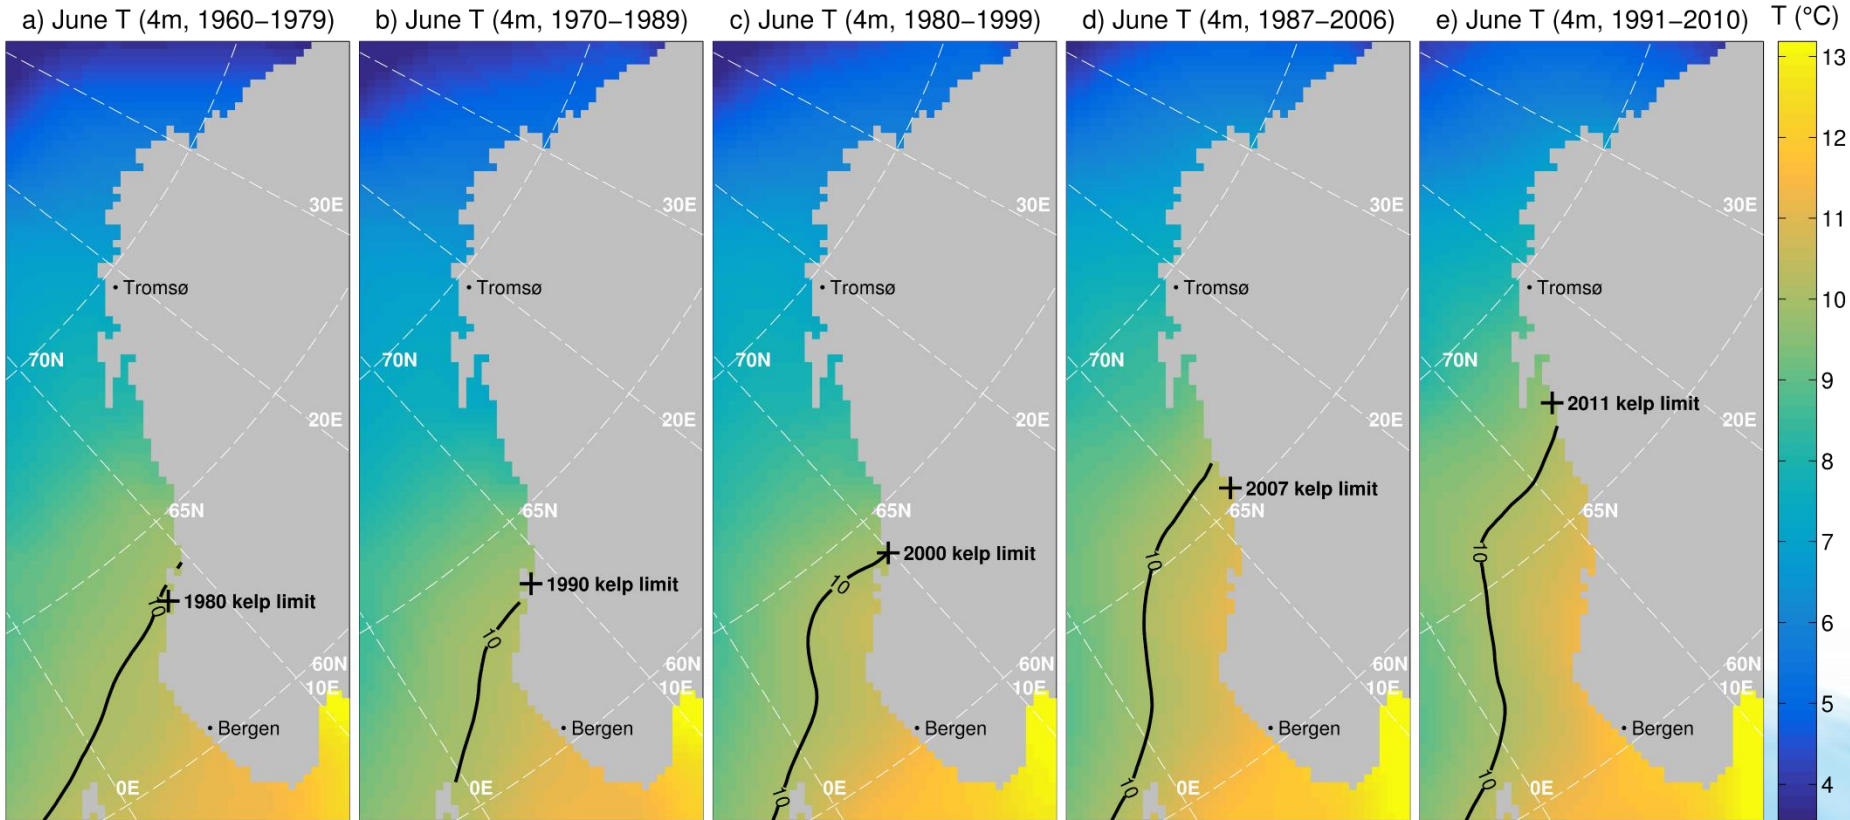 a) June T (4m, 1960−1979)
b) June T (4m, 1970−1989)
c) June T (4m, 1980−1999)
d) June T (4m, 1987−2006)
e) June T (4m, 1991−2010)
T (°C)
30E
Tromsø
70N
20E
65N
10
1980 kelp limit
60N
10E
Bergen
0E
30E
Tromsø
70N
20E
65N
1990 kelp limit
10
60N
10E
Bergen
0E
30E
Tromsø
70N
20E
65N
2000 kelp limit
10
60N
10E
Bergen
0E
10
30E
Tromsø
70N
20E
2007 kelp limit
65N
10
60N
10E
Bergen
0E
10
30E
Tromsø
70N
2011 kelp limit
20E
65N
10
60N
10E
Bergen
0E
10
13
12
11
10
9
8
7
6
5
4